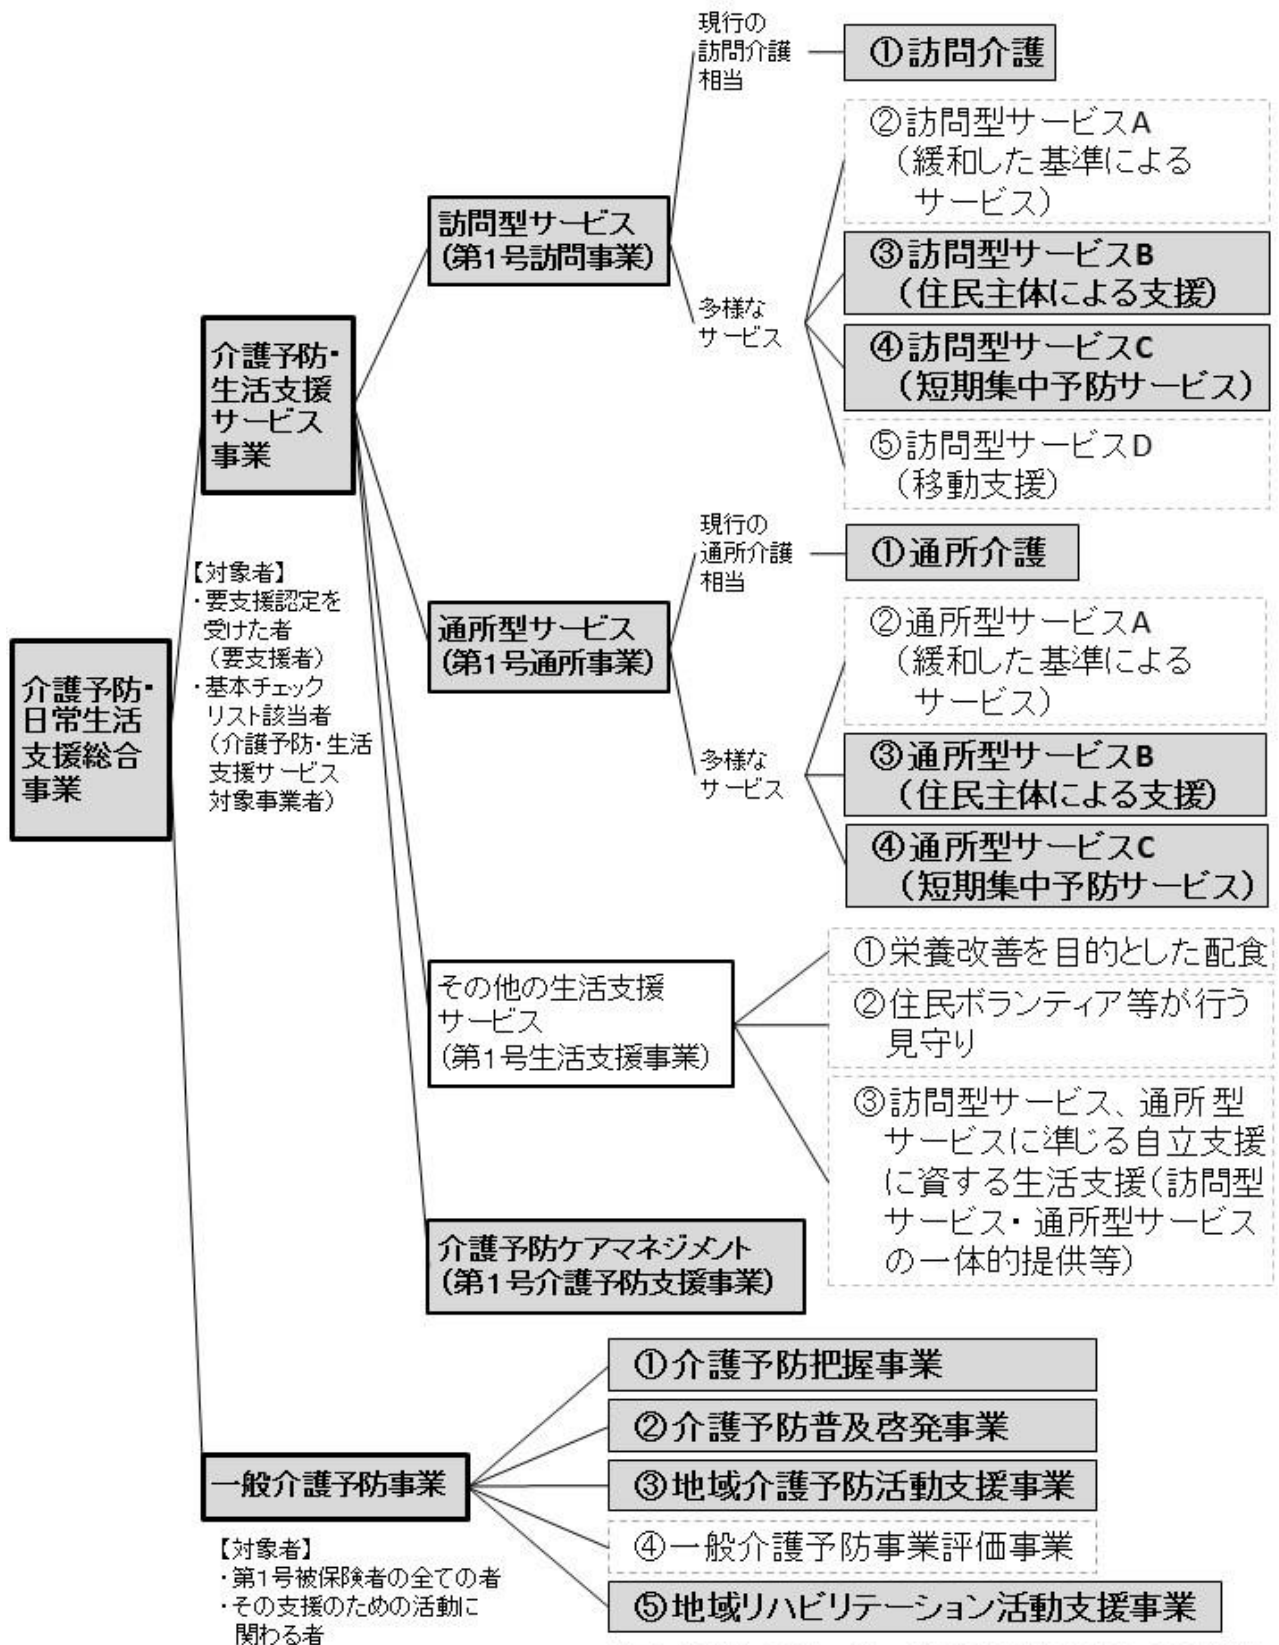 介護予防・
日常生活
支援総合
事業
介護予防・
生活支援
サービス
事業
【対象者】
・要支援認定を
受けた者
（要支援者）
・基本チェック
リスト該当者
（介護予防・生活
支援サービス
対象事業者）
訪問型サービス
（第1号訪問事業）
現行の
訪問介護
相当
①訪問介護
多様な
サービス
②訪問型サービスA
（緩和した基準による
サービス）
③訪問型サービスB
（住民主体による支援）
④訪問型サービスC
（短期集中予防サービス）
⑤訪問型サービスD
（移動支援）
通所型サービス
（第1号通所事業）
現行の
通所介護
相当
①通所介護
多様な
サービス
②通所型サービスA
（緩和した基準による
サービス）
③通所型サービスB
（住民主体による支援）
④通所型サービスC
（短期集中予防サービス）
その他の生活支援
サービス
（第1号生活支援事業）
①栄養改善を目的とした配食
②住民ボランティア等が行う
見守り
③訪問型サービス、通所型
サービスに準じる自立支援
に資する生活支援（訪問型
サービス・通所型サービス
の一体的提供等）
介護予防ケアマネジメント
（第1号介護予防支援事業）
一般介護予防事業
【対象者】
・第1号被保険者の全ての者
・その支援のための活動に
関わる者
①介護予防把握事業
②介護予防普及啓発事業
③地域介護予防活動支援事業
④一般介護予防事業評価事業
⑤地域リハビリテーション活動支援事業